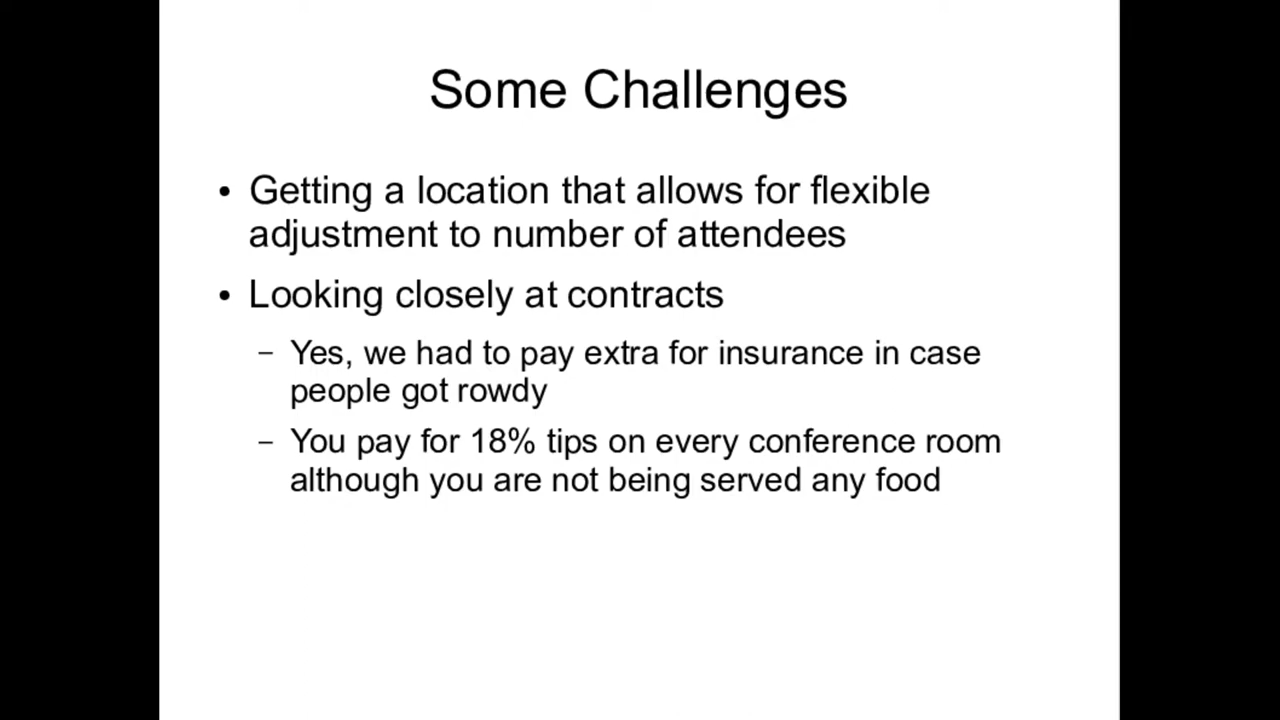 Some Challenges
• Getting a location that allows for flexible
adjustment to number of attendees
• Looking closely at contracts
– Yes, we had to pay extra for insurance in case
people got rowdy
– You pay for 18% tips on every conference room
although you are not being served any food